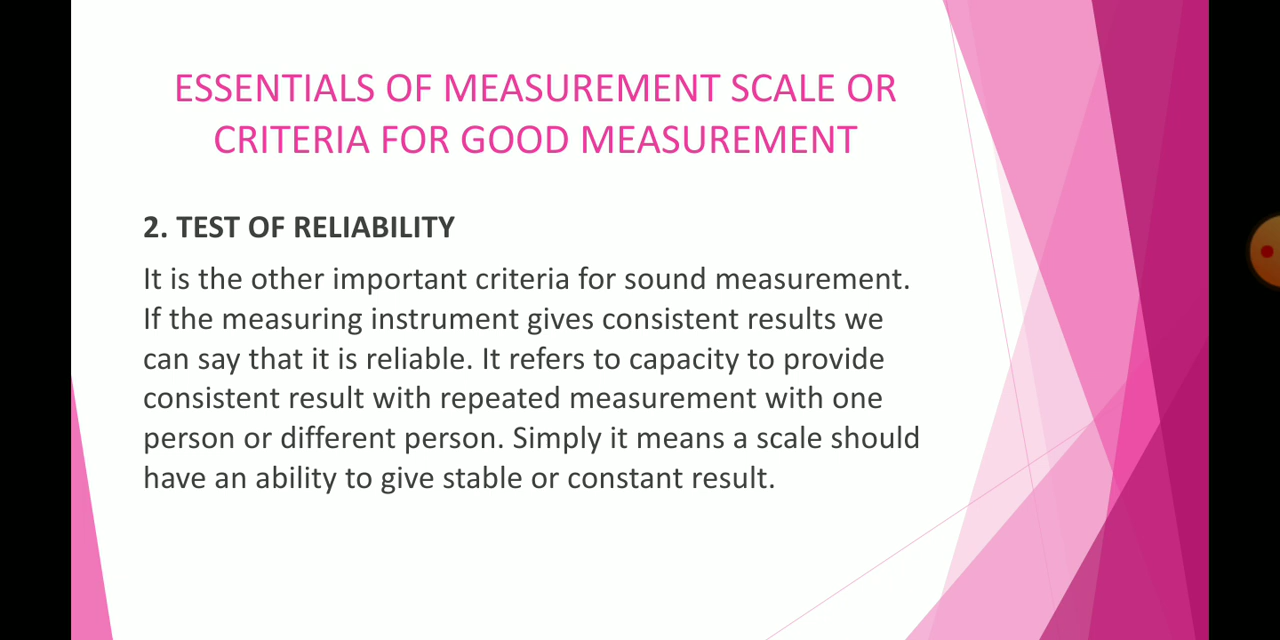 ESSENTIALS OF MEASUREMENT SCALE OR
CRITERIA FOR GOOD MEASUREMENT
2. TEST OF RELIABILITY
It is the other important criteria for sound measurement.
If the measuring instrument gives consistent results we
can say that it is reliable. It refers to capacity to provide
consistent result with repeated measurement with one
person or different person. Simply it means a scale should
have an ability to give stable or constant result.